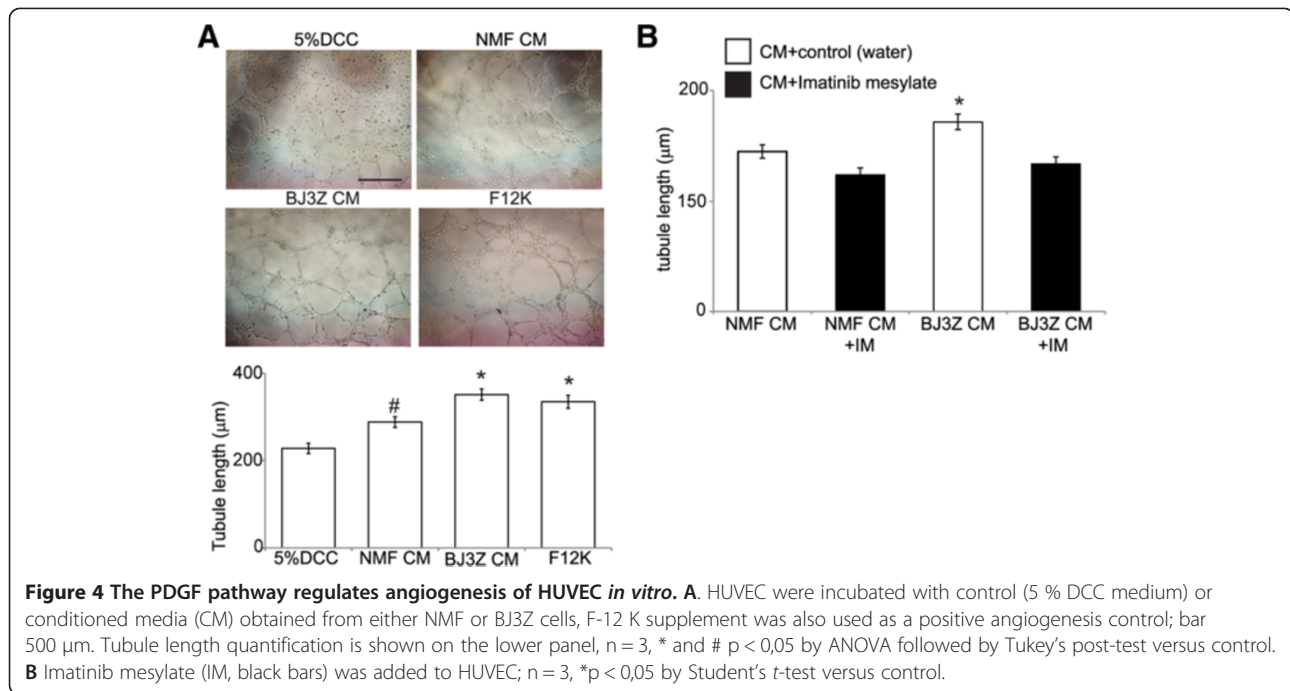 A
5%DCC NMF CM
BJ3Z CM F12K
Tubule length (µm)
400
200
0
5%DCC NMF CM BJ3Z CM F12K
# * *
B
CM+control (water)
CM+Imatinib mesylate
tubule length (µm)
200
150
0
*
NMF CM NMF CM BJ3Z CM BJ3Z CM
+IM +IM
Figure 4 The PDGF pathway regulates angiogenesis of HUVEC in vitro. A. HUVEC were incubated with control (5 % DCC medium) or
conditioned media (CM) obtained from either NMF or BJ3Z cells, F-12 K supplement was also used as a positive angiogenesis control; bar
500 µm. Tubule length quantification is shown on the lower panel, n = 3, * and # p < 0,05 by ANOVA followed by Tukey's post-test versus control.
B Imatinib mesylate (IM, black bars) was added to HUVEC; n = 3, *p < 0,05 by Student's t-test versus control.